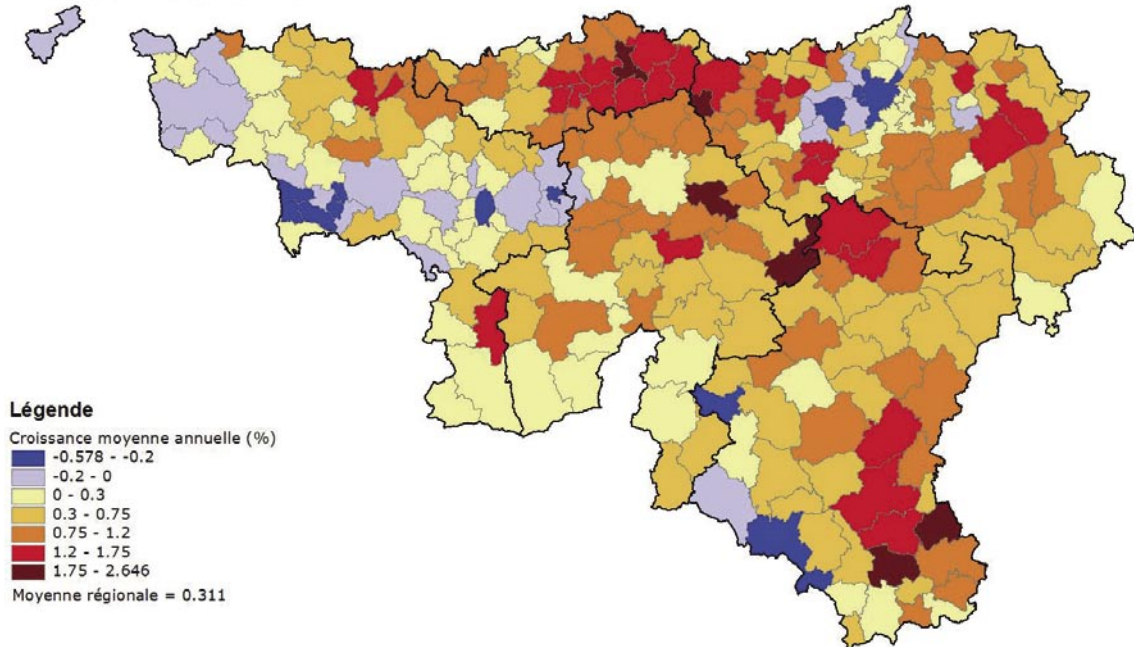 Légende
Croissance moyenne annuelle (%)
-0.578 - -0.2
-0.2 - 0
0 - 0.3
0.3 - 0.75
0.75 - 1.2
1.2 - 1.75
1.75 - 2.646
Moyenne régionale = 0.311